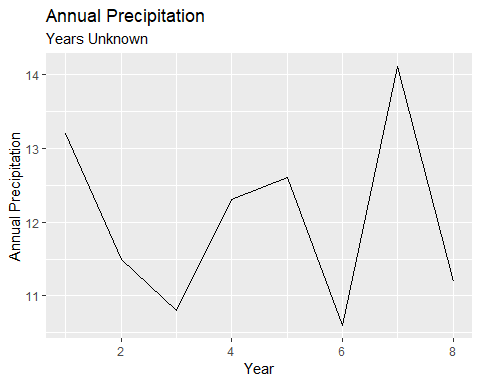 Annual Precipitation
Years Unknown
Annual Precipitation
14
13
12
11
2 4 6 8
Year